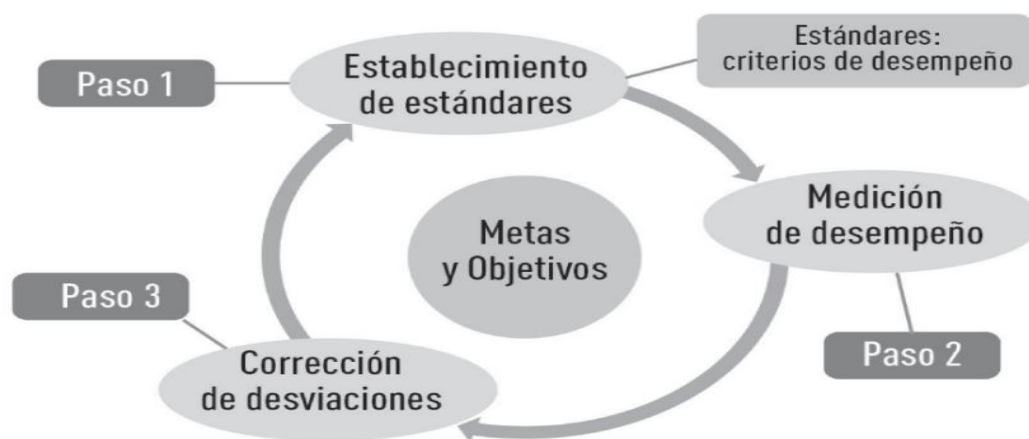 Paso 1
Establecimiento
de estándares
Estándares:
criterios de desempeño
Metas
y Objetivos
Medición
de desempeño
Paso 2
Paso 3
Corrección
de desviaciones